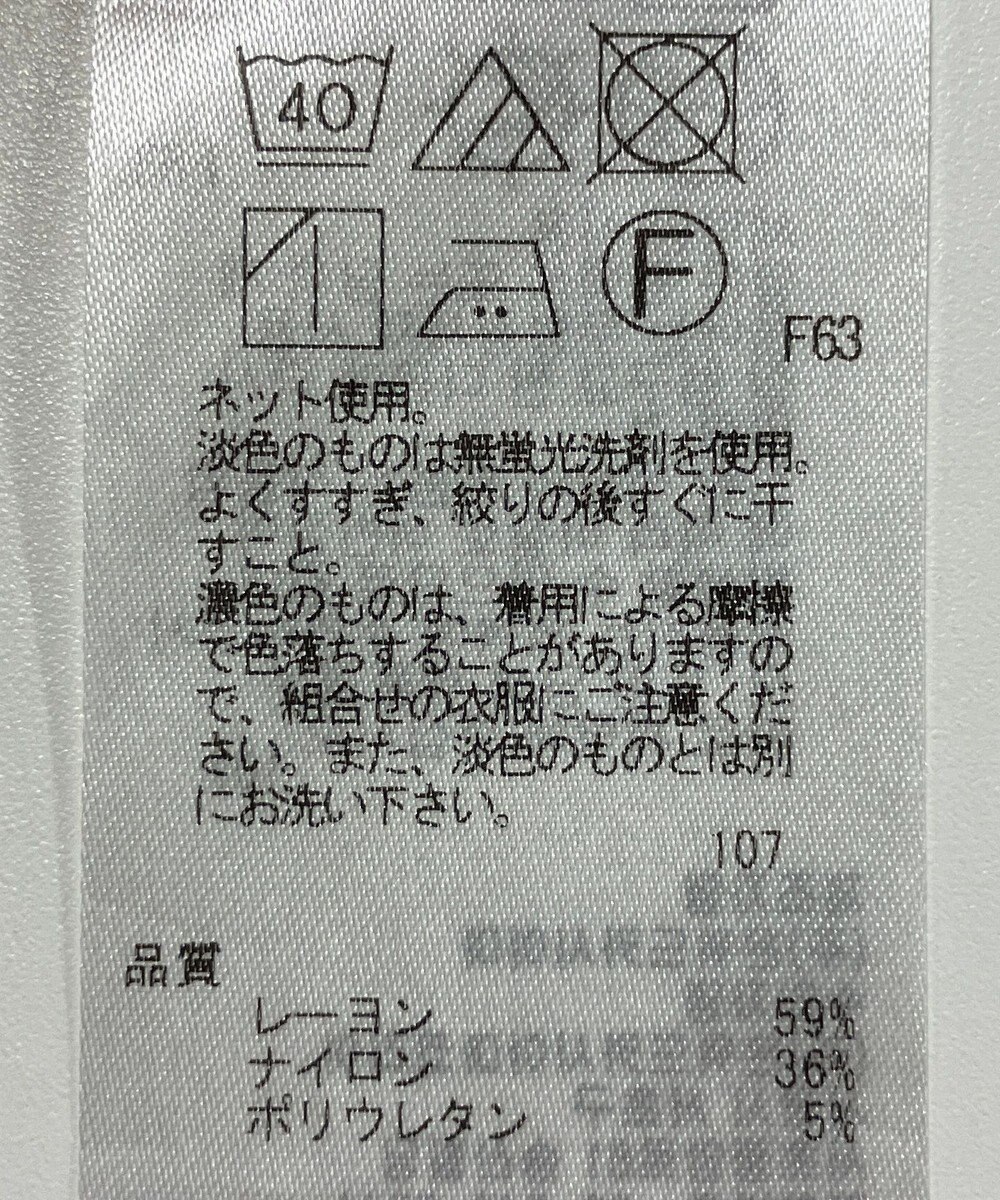 40
F
F63
ネット使用。
淡色のものは無蛍光洗剤を使用。
よくすすぎ、絞りの後すぐに干
すこと。
濃色のものは、着用による摩擦
で色落ちすることがありますの
で、組合せの衣服にご注意くだ
さい。また、淡色のものとは別
にお洗い下さい。
107
品質
レーヨン 59%
ナイロン 36%
ポリウレタン 5%